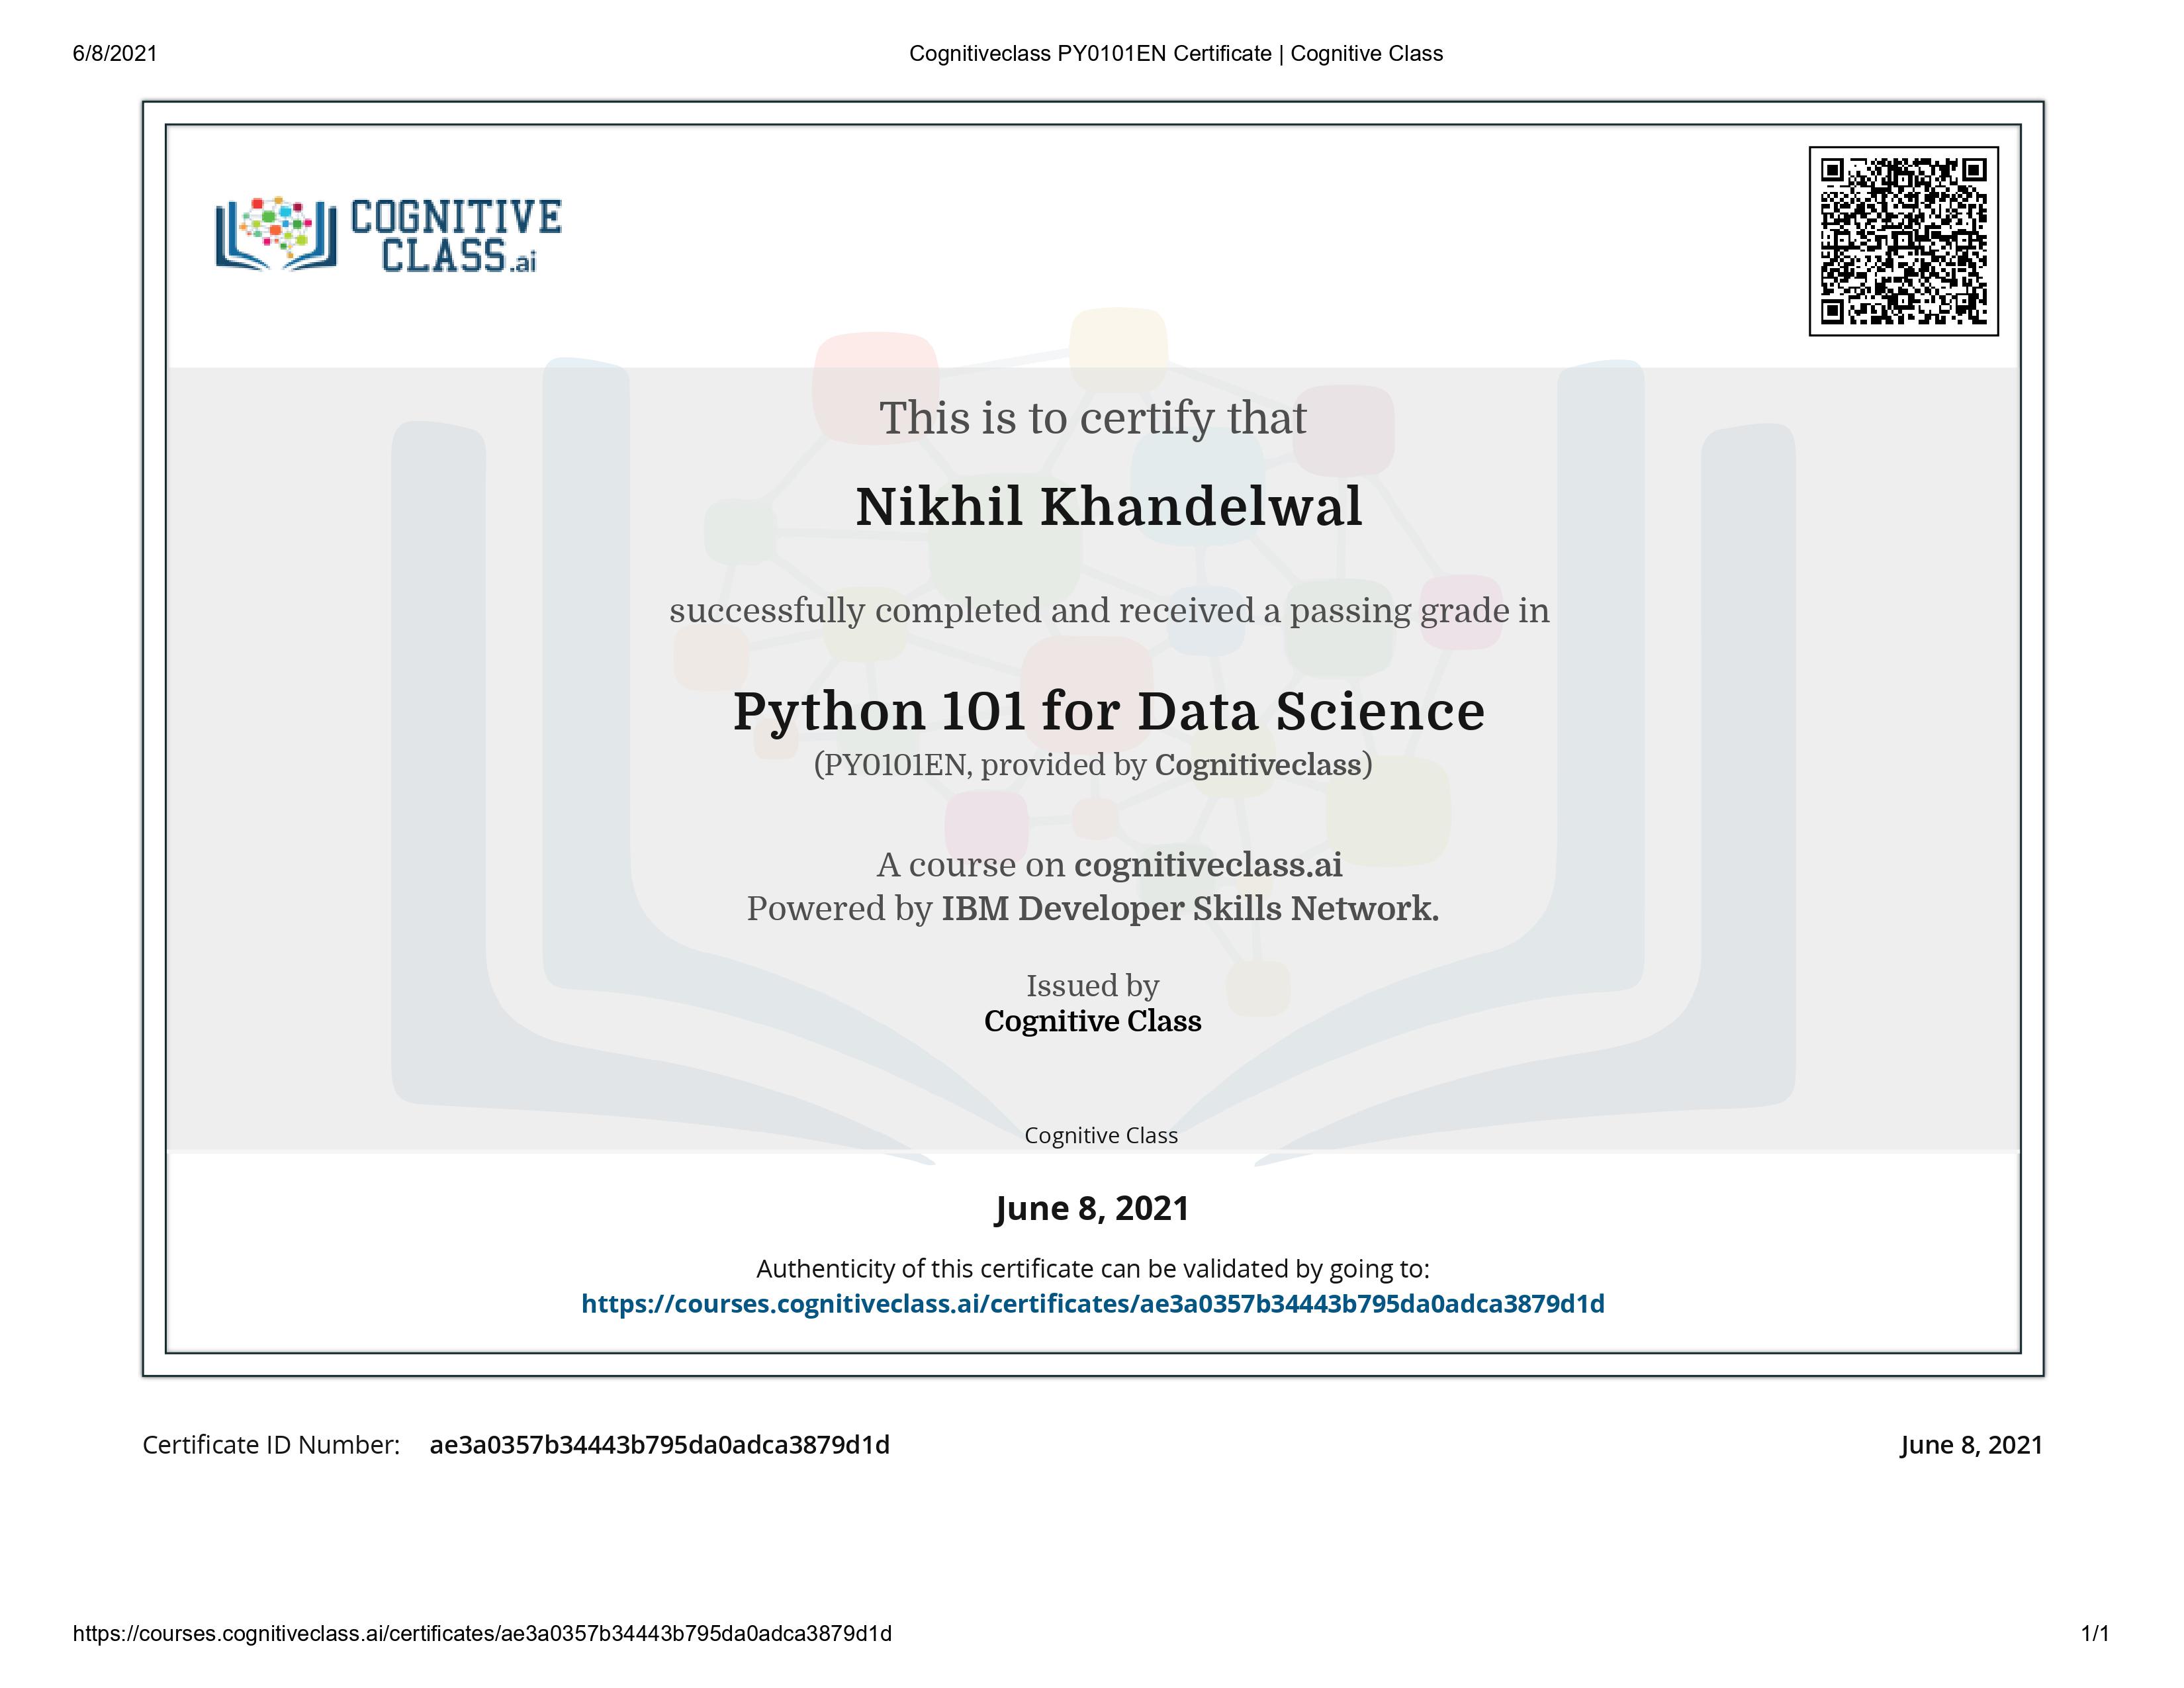 6/8/2021
Cognitiveclass PY0101EN Certificate | Cognitive Class
COGNITIVE
CLASS.ai
This is to certify that
Nikhil Khandelwal
successfully completed and received a passing grade in
Python 101 for Data Science
(PY0101EN, provided by Cognitiveclass)
A course on cognitiveclass.ai
Powered by IBM Developer Skills Network.
Issued by
Cognitive Class
Cognitive Class
June 8, 2021
Authenticity of this certificate can be validated by going to:
https://courses.cognitiveclass.ai/certificates/ae3a0357b34443b795da0adca3879d1d
Certificate ID Number: ae3a0357b34443b795da0adca3879d1d
June 8, 2021
https://courses.cognitiveclass.ai/certificates/ae3a0357b34443b795da0adca3879d1d
1/1